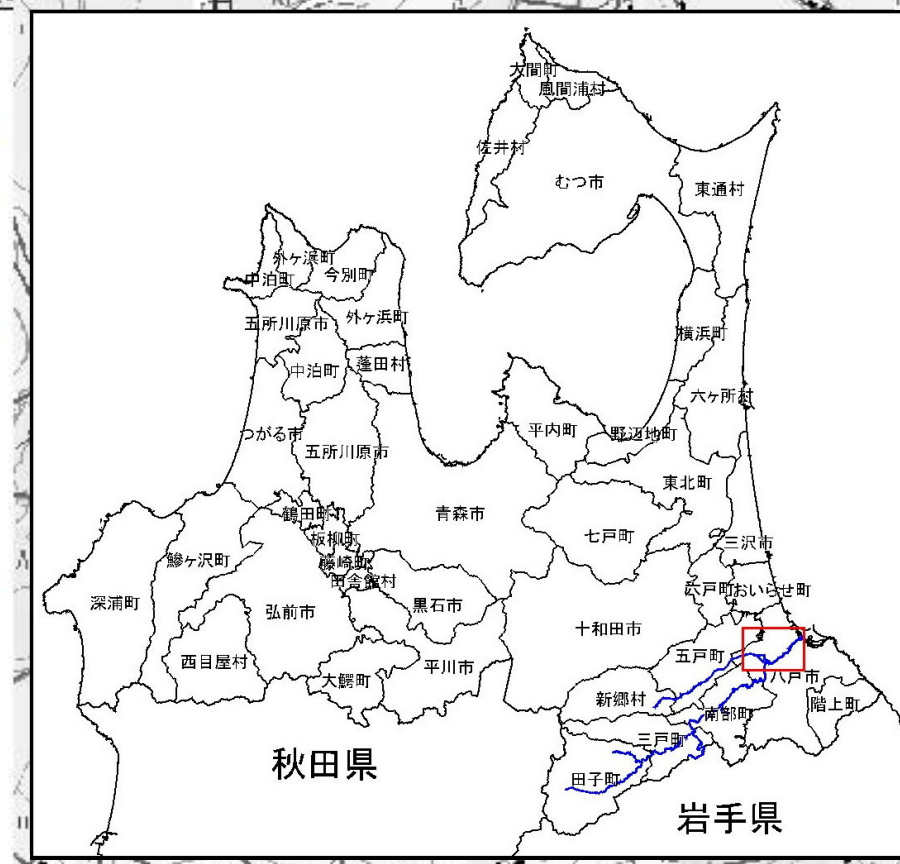 大間町
風間浦村
佐井村
むつ市
東通村
外ヶ浜町
中泊町
今別町
五所川原市
外ヶ浜町
横浜町
中泊町
蓬田村
六ヶ所村
つがる市
五所川原市
平内町
野辺地町
東北町
鶴田町
青森市
七戸町
板柳町
三沢市
鰺ヶ沢町
藤崎町
田舎館村
六戸町
おいらせ町
深浦町
弘前市
黒石市
十和田市
西目屋村
平川市
五戸町
大鰐町
八戸市
新郷村
南部町
階上町
三戸町
秋田県
田子町
岩手県